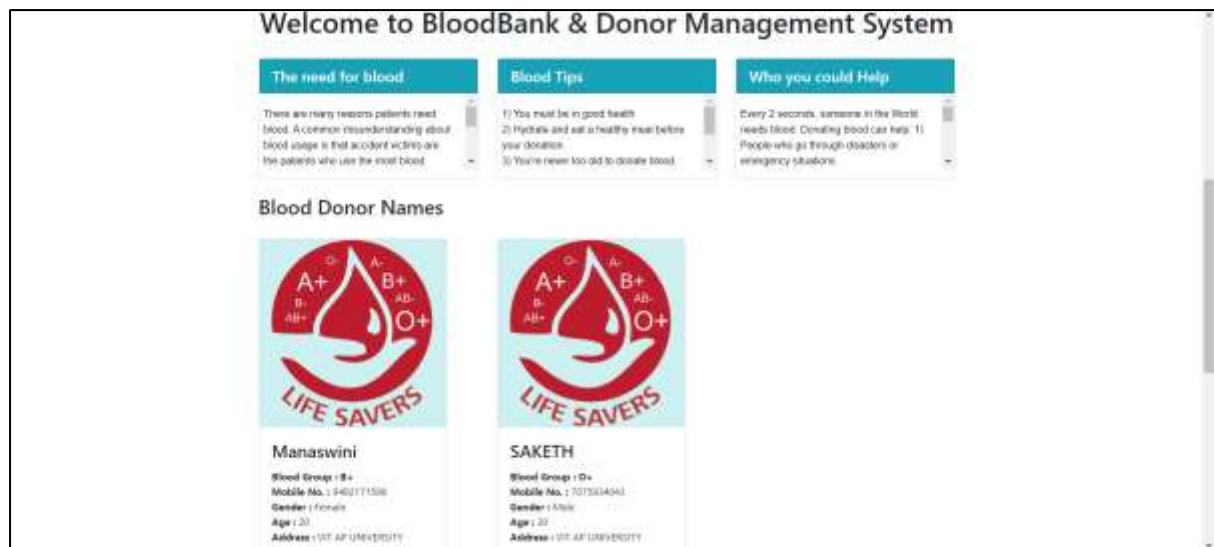 Welcome to BloodBank & Donor Management System
The need for blood
There are many reasons patients need
blood. A common misunderstanding about
blood usage is that accident victims are
the patients who use the most blood.
Blood Tips
1) You must be in good health
2) Hydrate and eat a healthy meal before
your donation.
3) You're never too old to donate blood
Who you could Help
Every 2 seconds, someone in the World
needs blood. Donating blood can help: 1)
People who go through disasters or
emergency situations.
Blood Donor Names
O-
A-
A+
B+
B-
AB-
AB+
O+
LIFE SAVERS
O-
A-
A+
B+
B-
AB-
AB+
O+
LIFE SAVERS
Manaswini
Blood Group : B+
Mobile No. :
Gender : Female
Age : 20
Address : VIT AP UNIVERSITY
SAKETH
Blood Group : O+
Mobile No. :
Gender : Male
Age : 20
Address : VIT AP UNIVERSITY